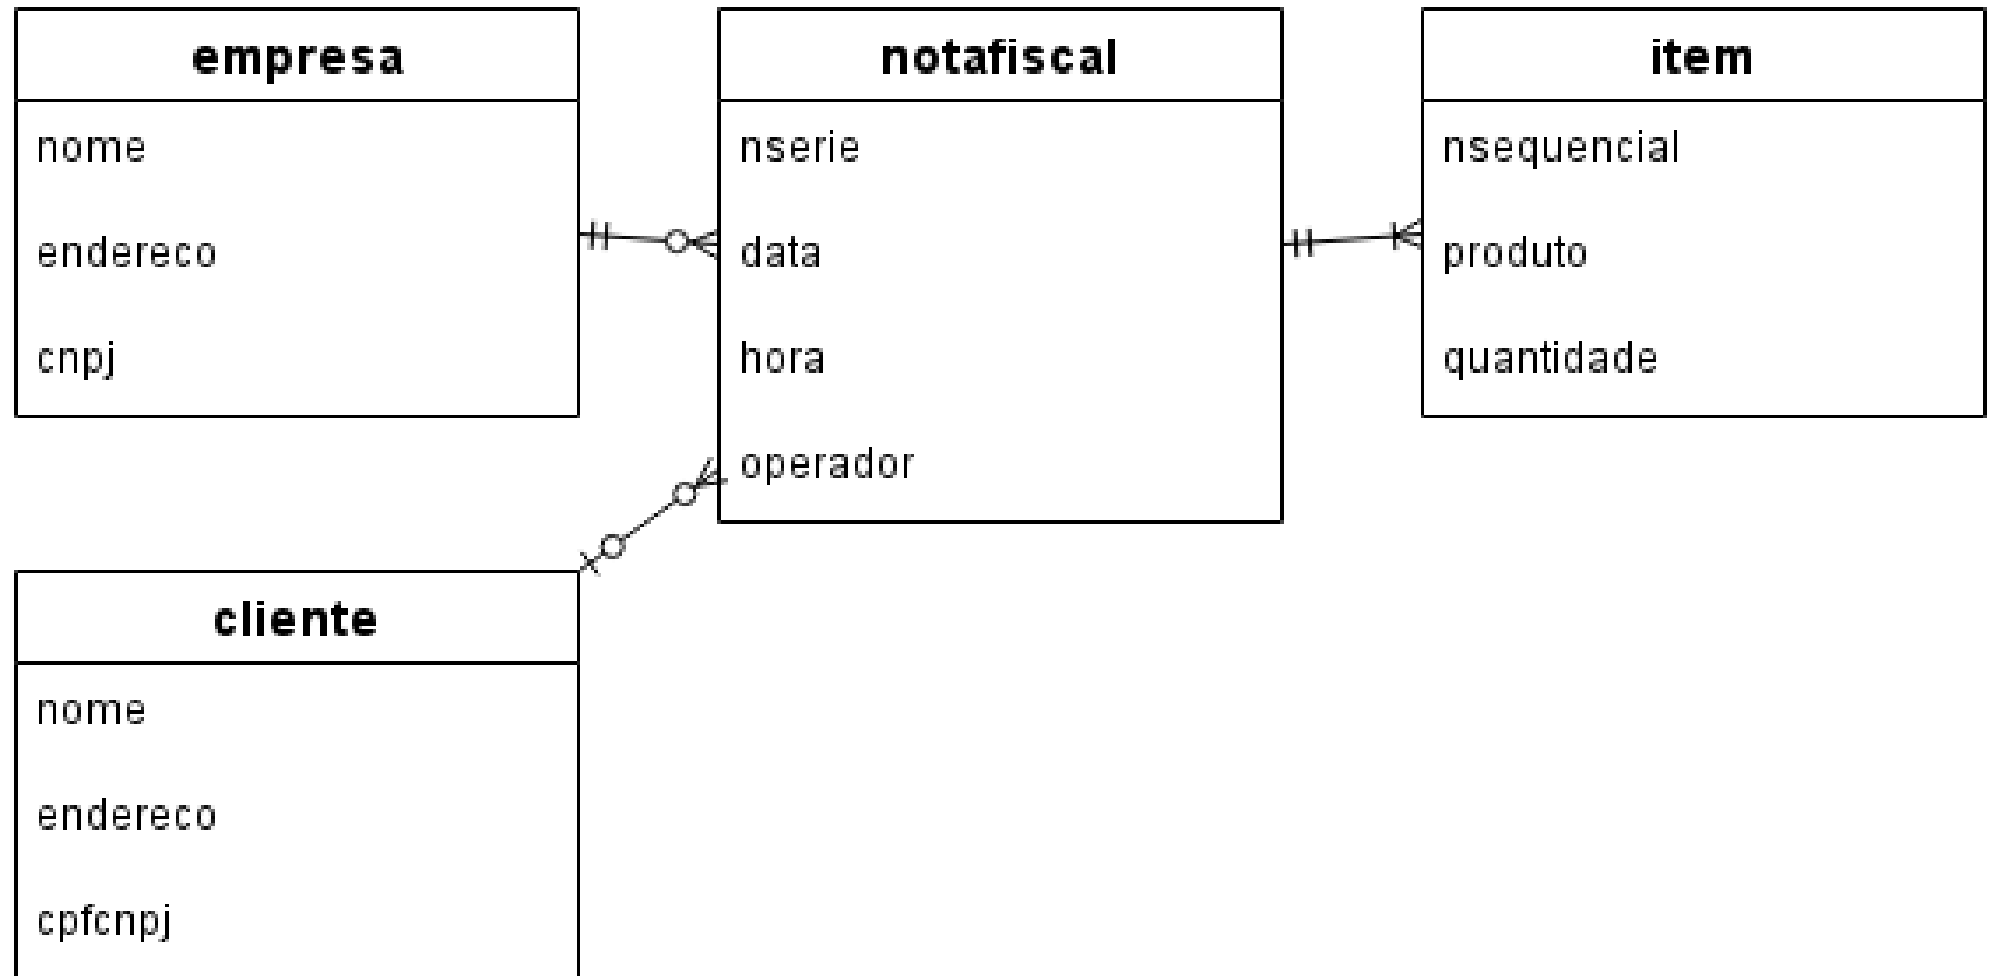 empresa
nome
endereco
cnpj
notafiscal
nserie
data
hora
operador
item
nsequencial
produto
quantidade
cliente
nome
endereco
cpfcnpj